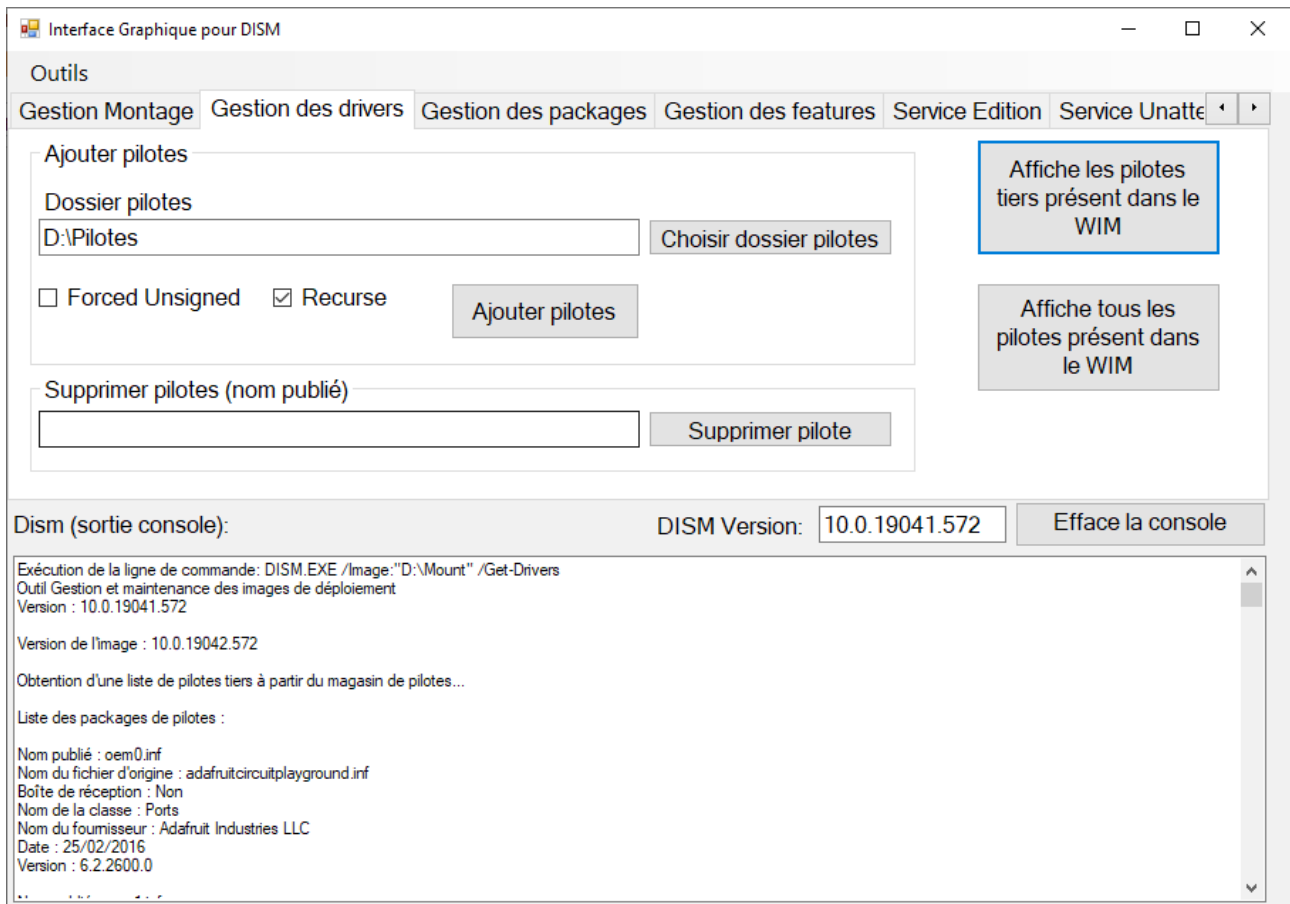 Interface Graphique pour DISM
Outils
Gestion Montage Gestion des drivers Gestion des packages Gestion des features Service Edition Service Unatte
Ajouter pilotes
Dossier pilotes
D:\Pilotes
Choisir dossier pilotes
Forced Unsigned
Recurse
Ajouter pilotes
Affiche les pilotes
tiers présent dans le
WIM
Affiche tous les
pilotes présent dans
le WIM
Supprimer pilotes (nom publié)
Supprimer pilote
Dism (sortie console):
DISM Version: 10.0.19041.572
Efface la console
Exécution de la ligne de commande: DISM.EXE /Image:"D:\Mount" /Get-Drivers
Outil Gestion et maintenance des images de déploiement
Version : 10.0.19041.572
Version de l'image : 10.0.19042.572
Obtention d'une liste de pilotes tiers à partir du magasin de pilotes...
Liste des packages de pilotes :
Nom publié : oem0.inf
Nom du fichier d'origine : adafruitcircuitplayground.inf
Boîte de réception : Non
Nom de la classe : Ports
Nom du fournisseur : Adafruit Industries LLC
Date : 25/02/2016
Version : 6.2.2600.0